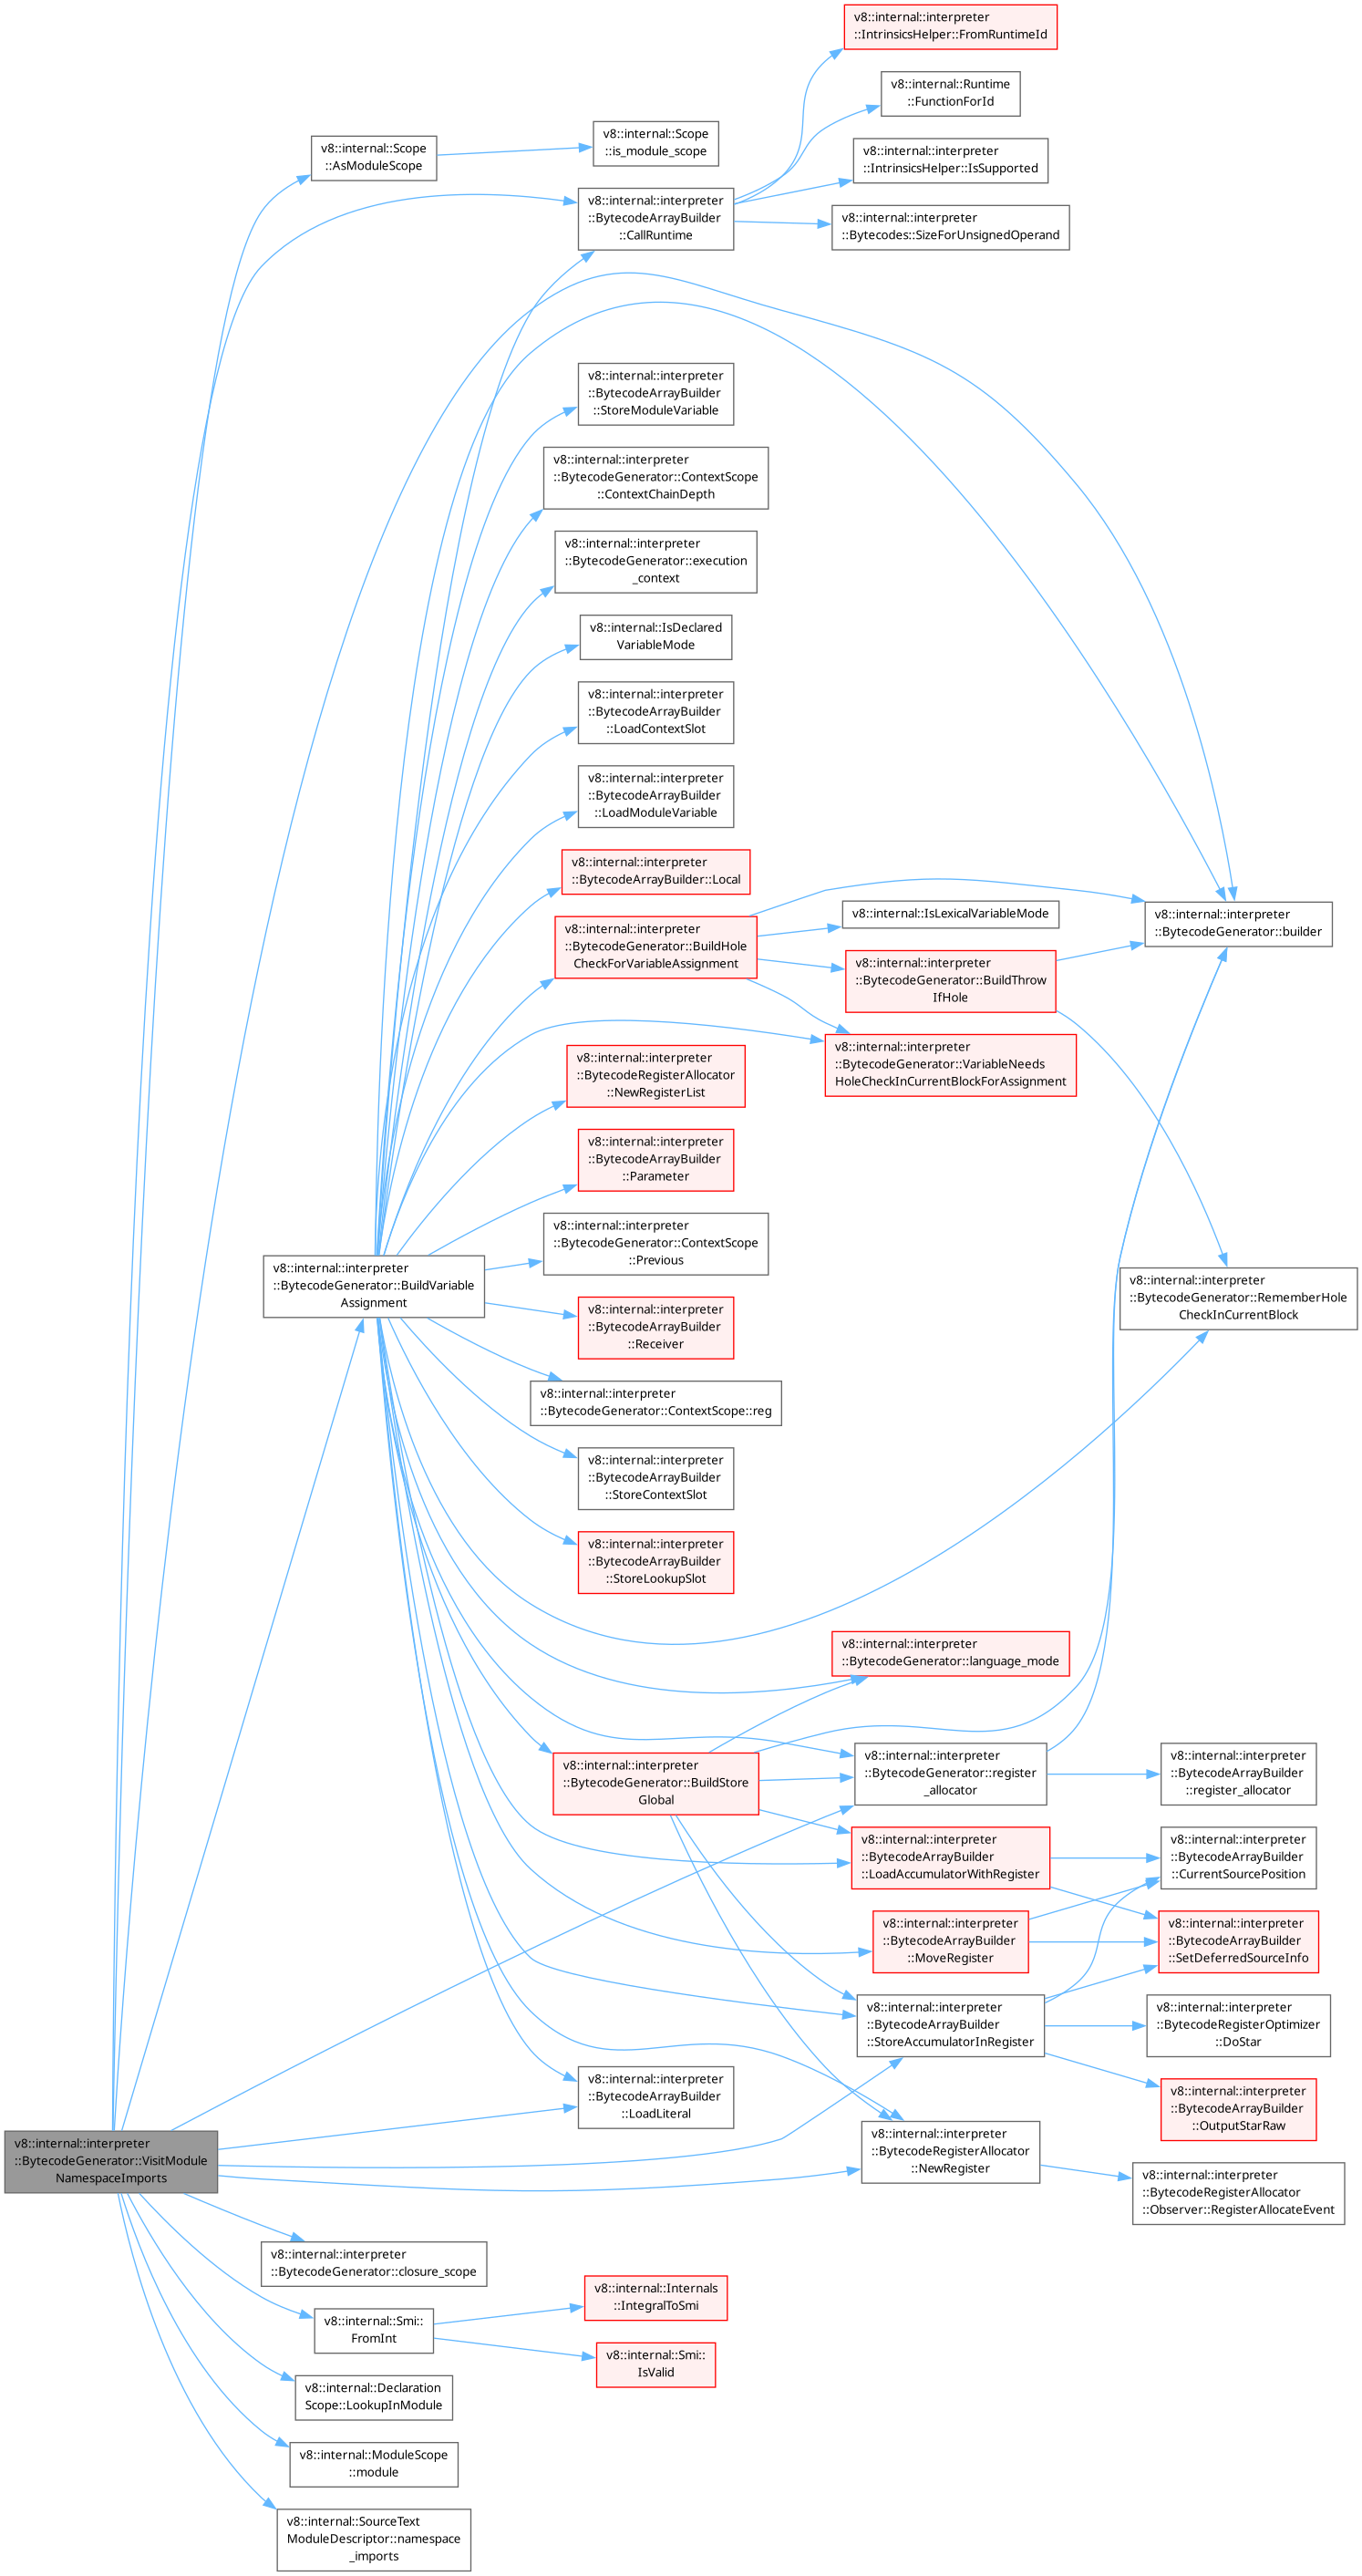 v8::internal::interpreter
::IntrinsicsHelper::FromRuntimeId
v8::internal::Runtime
::FunctionForId
v8::internal::Scope
::AsModuleScope
v8::internal::Scope
::is_module_scope
v8::internal::interpreter
::IntrinsicsHelper::IsSupported
v8::internal::interpreter
::BytecodeArrayBuilder
::CallRuntime
v8::internal::interpreter
::Bytecodes::SizeForUnsignedOperand
v8::internal::interpreter
::BytecodeArrayBuilder
::StoreModuleVariable
v8::internal::interpreter
::BytecodeGenerator::ContextScope
::ContextChainDepth
v8::internal::interpreter
::BytecodeGenerator::execution
_context
v8::internal::IsDeclared
VariableMode
v8::internal::interpreter
::BytecodeArrayBuilder
::LoadContextSlot
v8::internal::interpreter
::BytecodeArrayBuilder
::LoadModuleVariable
v8::internal::interpreter
::BytecodeArrayBuilder::Local
v8::internal::interpreter
::BytecodeGenerator::BuildHole
CheckForVariableAssignment
v8::internal::IsLexicalVariableMode
v8::internal::interpreter
::BytecodeGenerator::builder
v8::internal::interpreter
::BytecodeGenerator::BuildThrow
IfHole
v8::internal::interpreter
::BytecodeGenerator::VariableNeeds
HoleCheckInCurrentBlockForAssignment
v8::internal::interpreter
::BytecodeRegisterAllocator
::NewRegisterList
v8::internal::interpreter
::BytecodeArrayBuilder
::Parameter
v8::internal::interpreter
::BytecodeGenerator::ContextScope
::Previous
v8::internal::interpreter
::BytecodeGenerator::BuildVariable
Assignment
v8::internal::interpreter
::BytecodeArrayBuilder
::Receiver
v8::internal::interpreter
::BytecodeGenerator::RememberHole
CheckInCurrentBlock
v8::internal::interpreter
::BytecodeGenerator::ContextScope::reg
v8::internal::interpreter
::BytecodeArrayBuilder
::StoreContextSlot
v8::internal::interpreter
::BytecodeArrayBuilder
::StoreLookupSlot
v8::internal::interpreter
::BytecodeGenerator::language_mode
v8::internal::interpreter
::BytecodeGenerator::BuildStore
Global
v8::internal::interpreter
::BytecodeGenerator::register
_allocator
v8::internal::interpreter
::BytecodeArrayBuilder
::register_allocator
v8::internal::interpreter
::BytecodeArrayBuilder
::LoadAccumulatorWithRegister
v8::internal::interpreter
::BytecodeArrayBuilder
::CurrentSourcePosition
v8::internal::interpreter
::BytecodeArrayBuilder
::MoveRegister
v8::internal::interpreter
::BytecodeArrayBuilder
::SetDeferredSourceInfo
v8::internal::interpreter
::BytecodeArrayBuilder
::StoreAccumulatorInRegister
v8::internal::interpreter
::BytecodeRegisterOptimizer
::DoStar
v8::internal::interpreter
::BytecodeArrayBuilder
::LoadLiteral
v8::internal::interpreter
::BytecodeArrayBuilder
::OutputStarRaw
v8::internal::interpreter
::BytecodeGenerator::VisitModule
NamespaceImports
v8::internal::interpreter
::BytecodeRegisterAllocator
::NewRegister
v8::internal::interpreter
::BytecodeRegisterAllocator
::Observer::RegisterAllocateEvent
v8::internal::interpreter
::BytecodeGenerator::closure_scope
v8::internal::Smi::
FromInt
v8::internal::Internals
::IntegralToSmi
v8::internal::Smi::
IsValid
v8::internal::Declaration
Scope::LookupInModule
v8::internal::ModuleScope
::module
v8::internal::SourceText
ModuleDescriptor::namespace
_imports